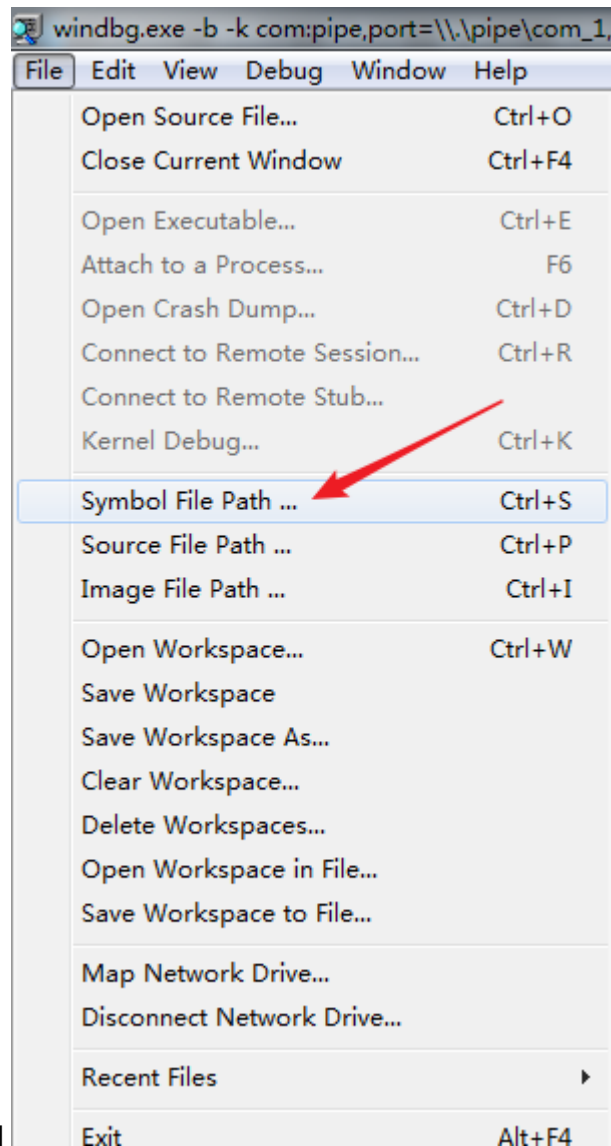 windbg.exe -b -k com:pipe,port=\\.\pipe\com_1,
File Edit View Debug Window Help
Open Source File... Ctrl+O
Close Current Window Ctrl+F4
Open Executable... Ctrl+E
Attach to a Process... F6
Open Crash Dump... Ctrl+D
Connect to Remote Session... Ctrl+R
Connect to Remote Stub...
Kernel Debug... Ctrl+K
Symbol File Path ... Ctrl+S
Source File Path ... Ctrl+P
Image File Path ... Ctrl+I
Open Workspace... Ctrl+W
Save Workspace
Save Workspace As...
Clear Workspace...
Delete Workspaces...
Open Workspace in File...
Save Workspace to File...
Map Network Drive...
Disconnect Network Drive...
Recent Files
Exit Alt+F4